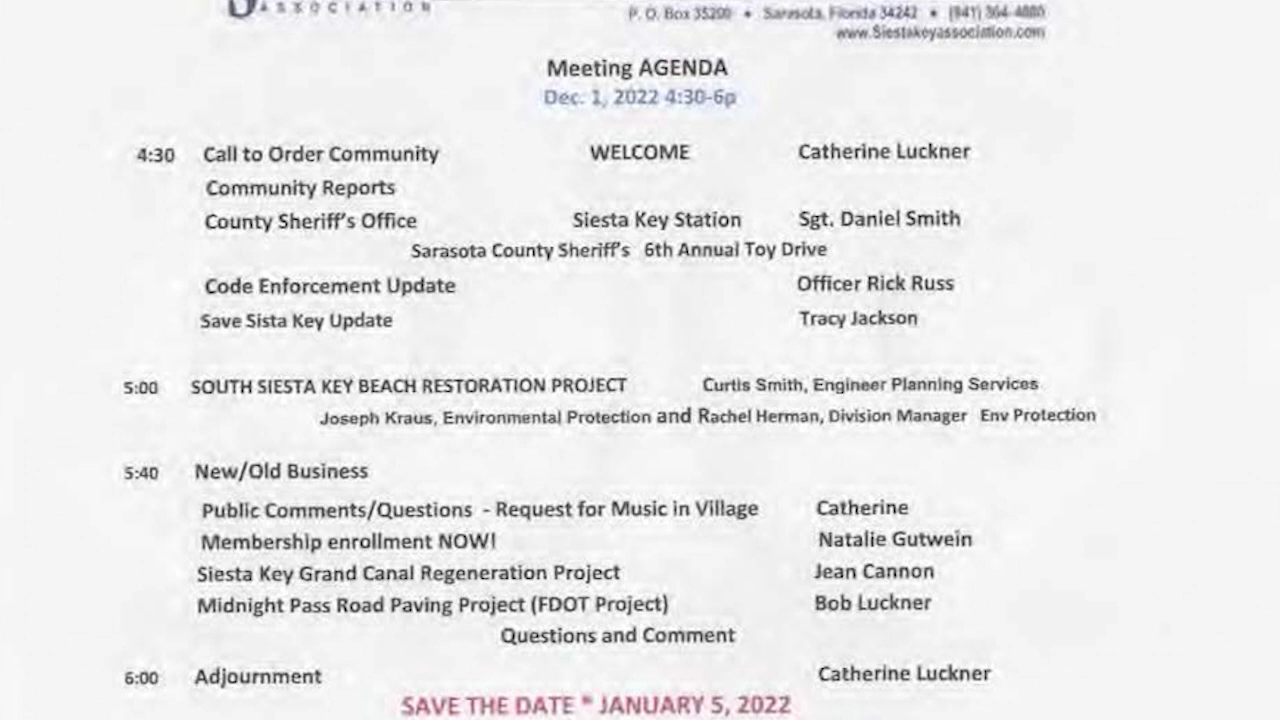 ASSOCIATION
P. O. Box 35200 • Sarasota, Florida 34242 • (941) 364-4880
www.Siestakeyassociation.com
Meeting AGENDA
Dec. 1, 2022 4:30-6p
4:30 Call to Order Community WELCOME Catherine Luckner
Community Reports
County Sheriff's Office Siesta Key Station Sgt. Daniel Smith
Sarasota County Sheriff's 6th Annual Toy Drive
Code Enforcement Update Officer Rick Russ
Save Sista Key Update Tracy Jackson
5:00 SOUTH SIESTA KEY BEACH RESTORATION PROJECT Curtis Smith, Engineer Planning Services
Joseph Kraus, Environmental Protection and Rachel Herman, Division Manager Env Protection
5:40 New/Old Business
Public Comments/Questions - Request for Music in Village Catherine
Membership enrollment NOW! Natalie Gutwein
Siesta Key Grand Canal Regeneration Project Jean Cannon
Midnight Pass Road Paving Project (FDOT Project) Bob Luckner
Questions and Comment
6:00 Adjournment Catherine Luckner
SAVE THE DATE * JANUARY 5, 2022